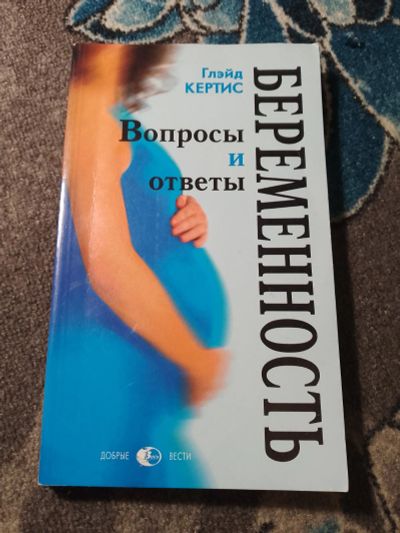 Глэйд
КЕРТИС
БЕРЕМЕННОСТЬ
Вопросы
и
ответы
ДОБРЫЕ ВЕСТИ